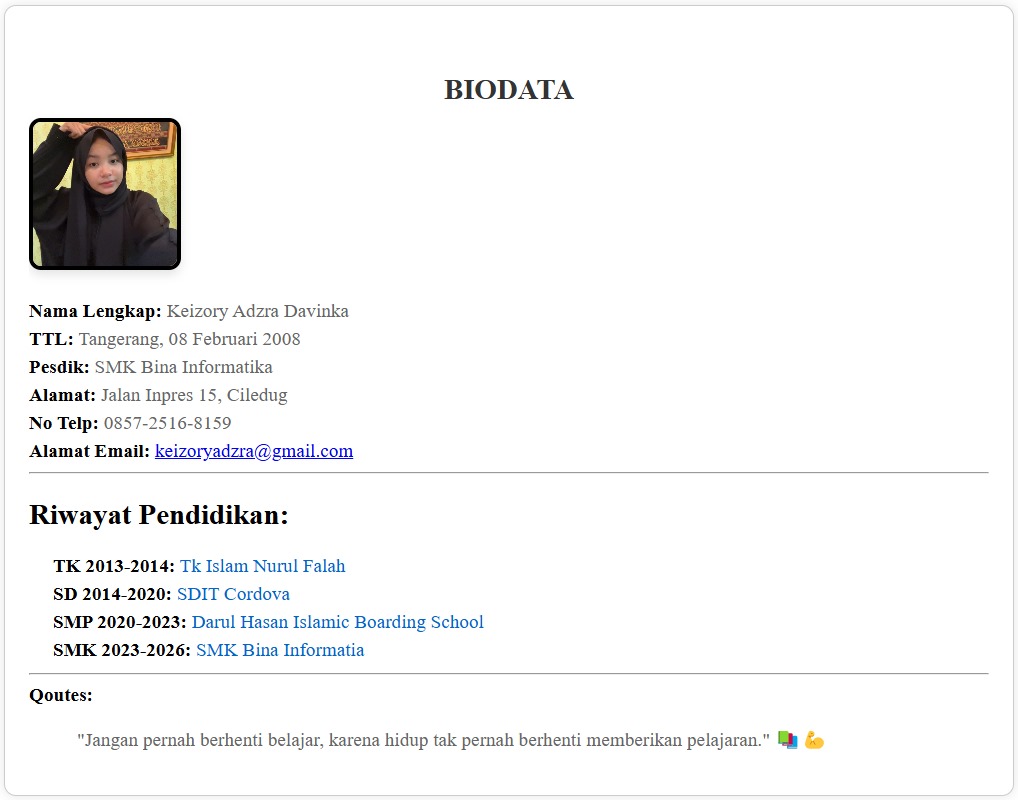 BIODATA
Nama Lengkap: Keizory Adzra Davinka
TTL: Tangerang, 08 Februari 2008
Pesdik: SMK Bina Informatika
Alamat: Jalan Inpres 15, Ciledug
No Telp: 0857-2516-8159
Alamat Email: keizoryadzra@gmail.com
Riwayat Pendidikan:
TK 2013-2014: Tk Islam Nurul Falah
SD 2014-2020: SDIT Cordova
SMP 2020-2023: Darul Hasan Islamic Boarding School
SMK 2023-2026: SMK Bina Informatia
Qoutes:
"Jangan pernah berhenti belajar, karena hidup tak pernah berhenti memberikan pelajaran." 📚 💪